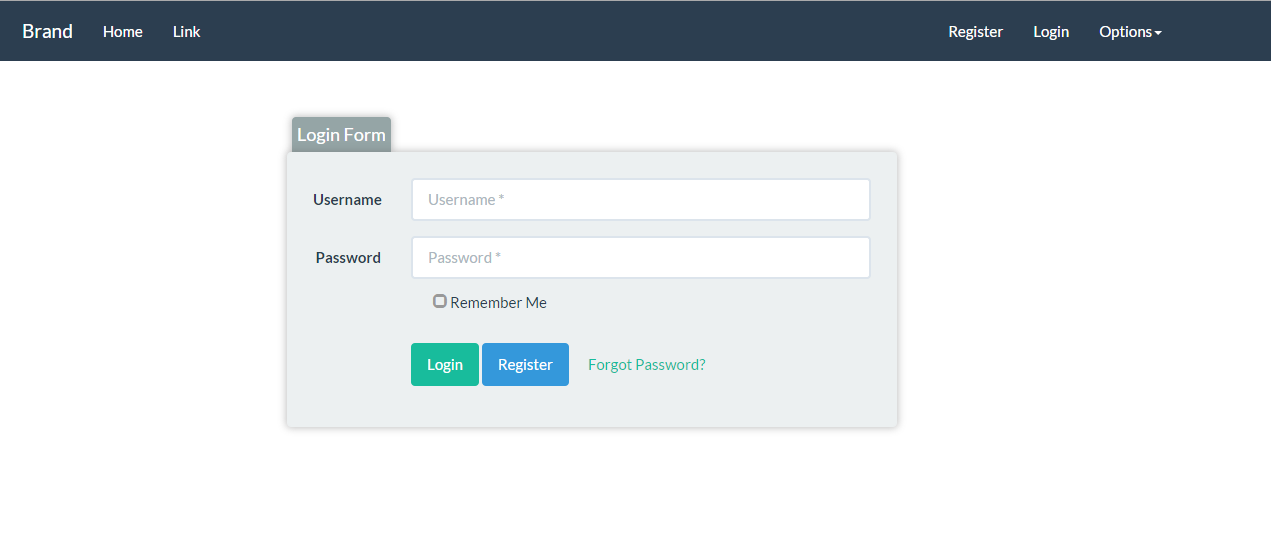 Brand Home Link Register Login Options
Login Form
Username Username *
Password Password *
Remember Me
Login Register Forgot Password?